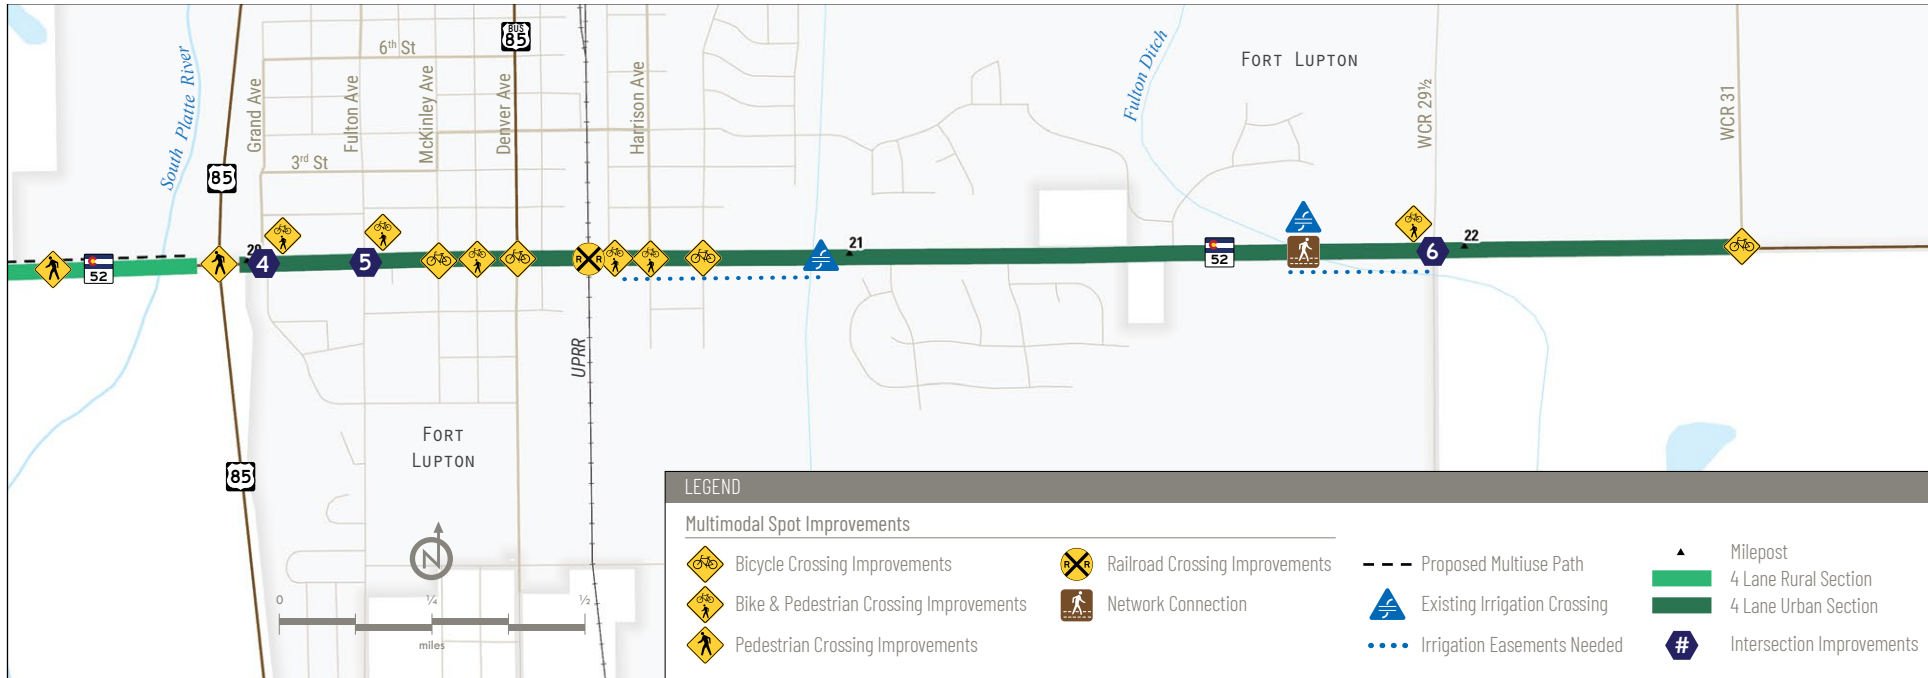 6th St
BUS
85
Fort Lupton
South Platte River
Grand Ave
Fulton Ave
McKinley Ave
Denver Ave
Harrison Ave
Fulton Ditch
WCR 29½
WCR 31
3rd St
85
52
4
5
R R
21
52
6
22
UPRR
Fort
Lupton
85
N
0 ¼ ½
miles
LEGEND
Multimodal Spot Improvements
Bicycle Crossing Improvements
Bike & Pedestrian Crossing Improvements
Pedestrian Crossing Improvements
R R Railroad Crossing Improvements
Network Connection
Proposed Multiuse Path
Existing Irrigation Crossing
Irrigation Easements Needed
Milepost
4 Lane Rural Section
4 Lane Urban Section
# Intersection Improvements